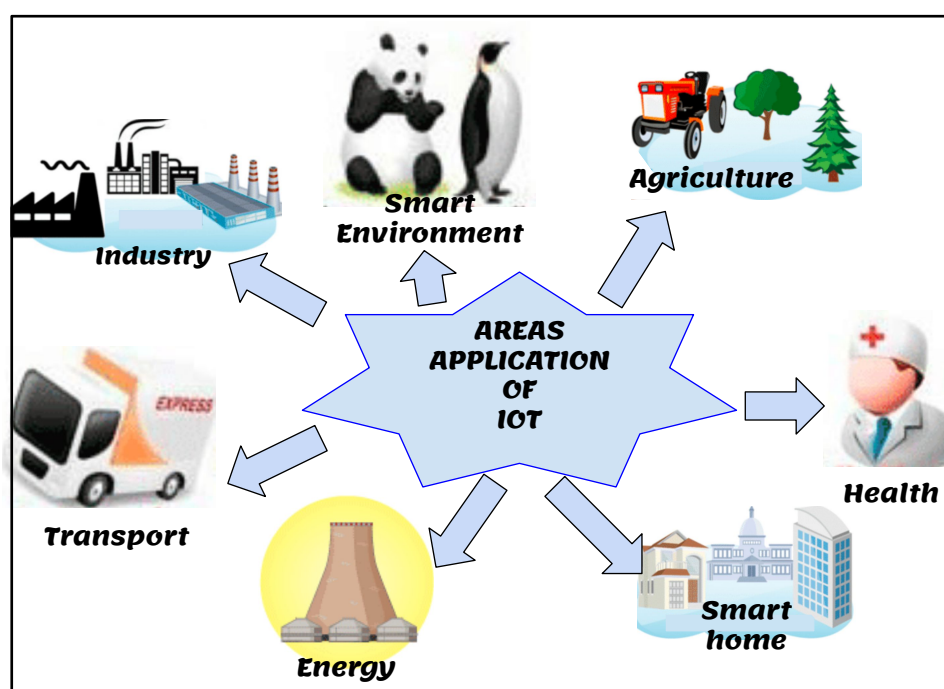 Smart
Environment
Agriculture
Industry
AREAS
APPLICATION
OF
IOT
EXPRESS
Health
Transport
Smart
home
Energy